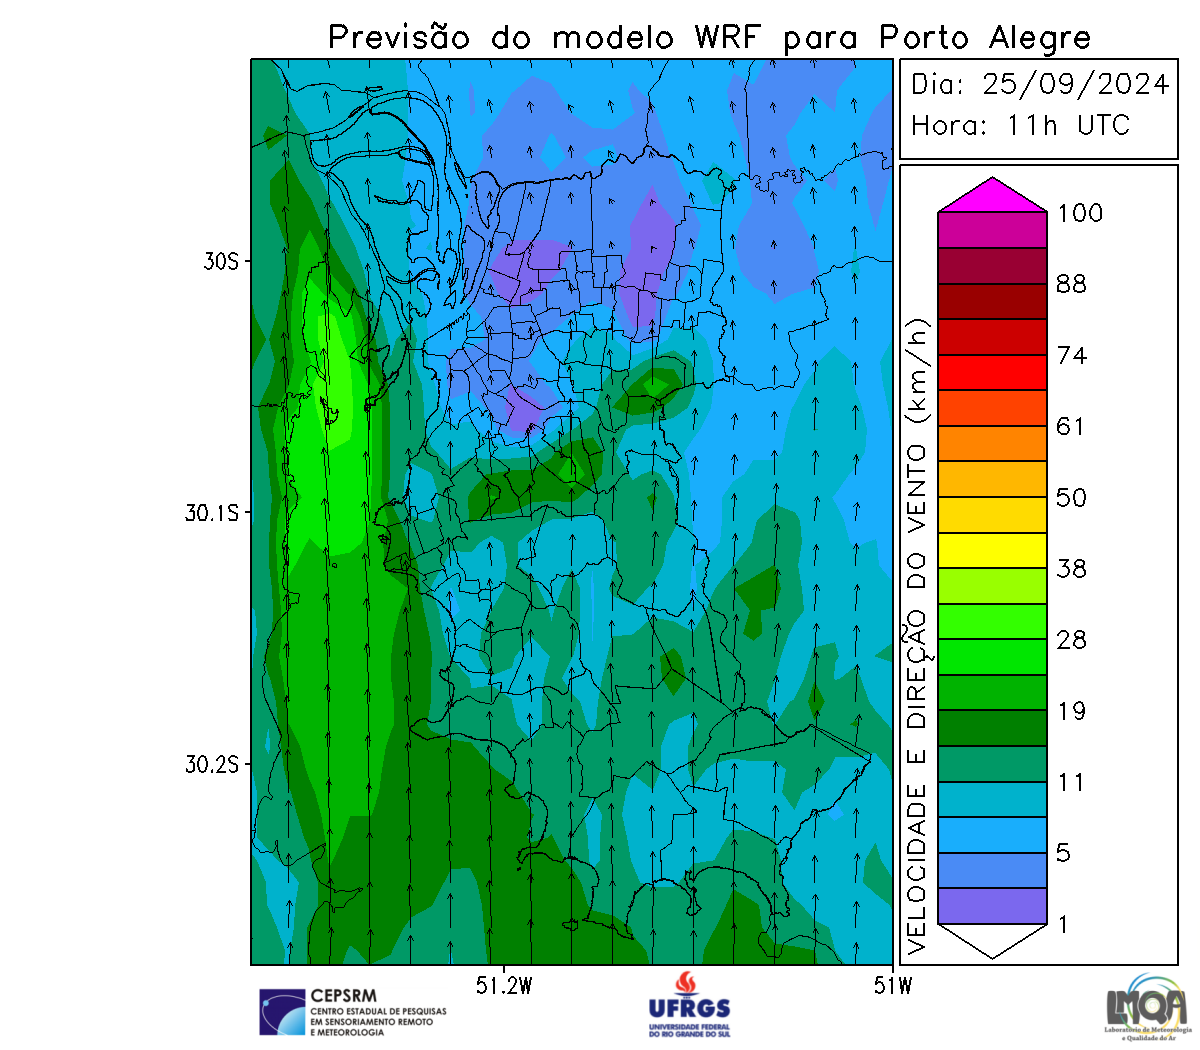 Previsão do modelo WRF para Porto Alegre
Dia: 25/09/2024
Hora: 11h UTC
30S
30.1S
30.2S
51.2W
51W
VELOCIDADE E DIREÇÃO DO VENTO (km/h)
100
88
74
61
50
38
28
19
11
5
1
CEPSRM
CENTRO ESTADUAL DE PESQUISAS
EM SENSORIAMENTO REMOTO
E METEOROLOGIA
UFRGS
UNIVERSIDADE FEDERAL
DO RIO GRANDE DO SUL
LMQA
Laboratório de Meteorologia
e Qualidade do Ar